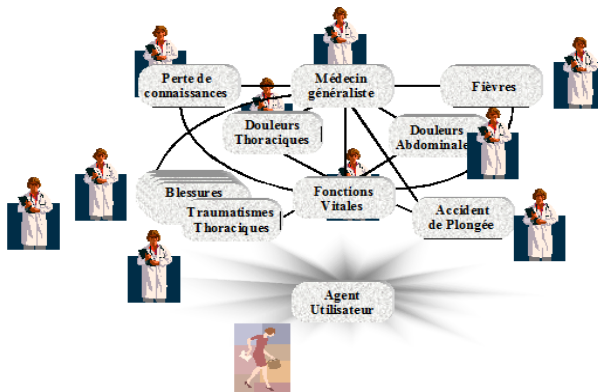 Perte de
connaissances
Médecin
généraliste
Fièvres
Douleurs
Thoraciques
Douleurs
Abdominale
Blessures
Traumatismes
Thoraciques
Fonctions
Vitales
Accident
de Plongée
Agent
Utilisateur